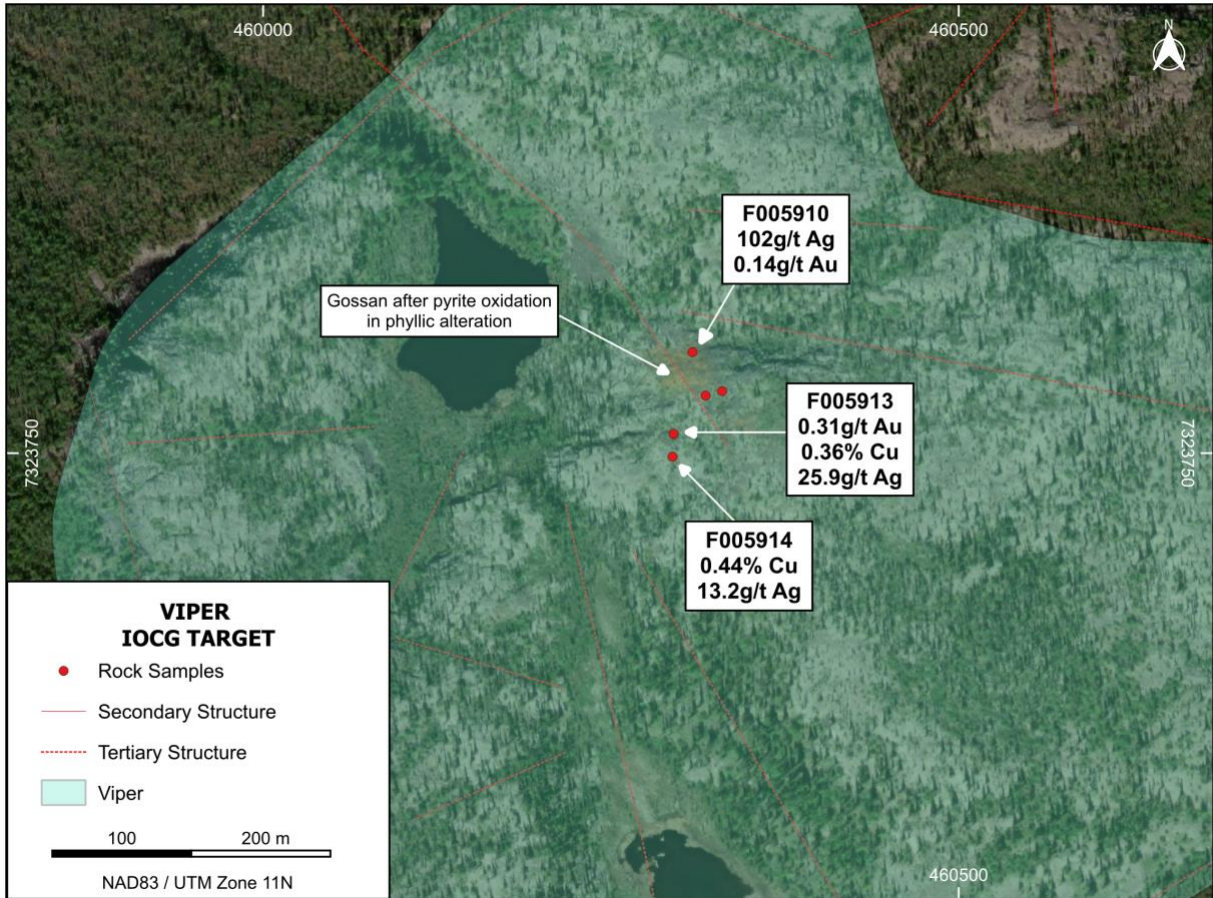 460000
460500
N
F005910
102g/t Ag
0.14g/t Au
Gossan after pyrite oxidation
in phyllic alteration
F005913
0.31g/t Au
0.36% Cu
25.9g/t Ag
7323750
7323750
F005914
0.44% Cu
13.2g/t Ag
VIPER
IOCG TARGET
Rock Samples
Secondary Structure
Tertiary Structure
Viper
100 200 m
NAD83 / UTM Zone 11N
460500